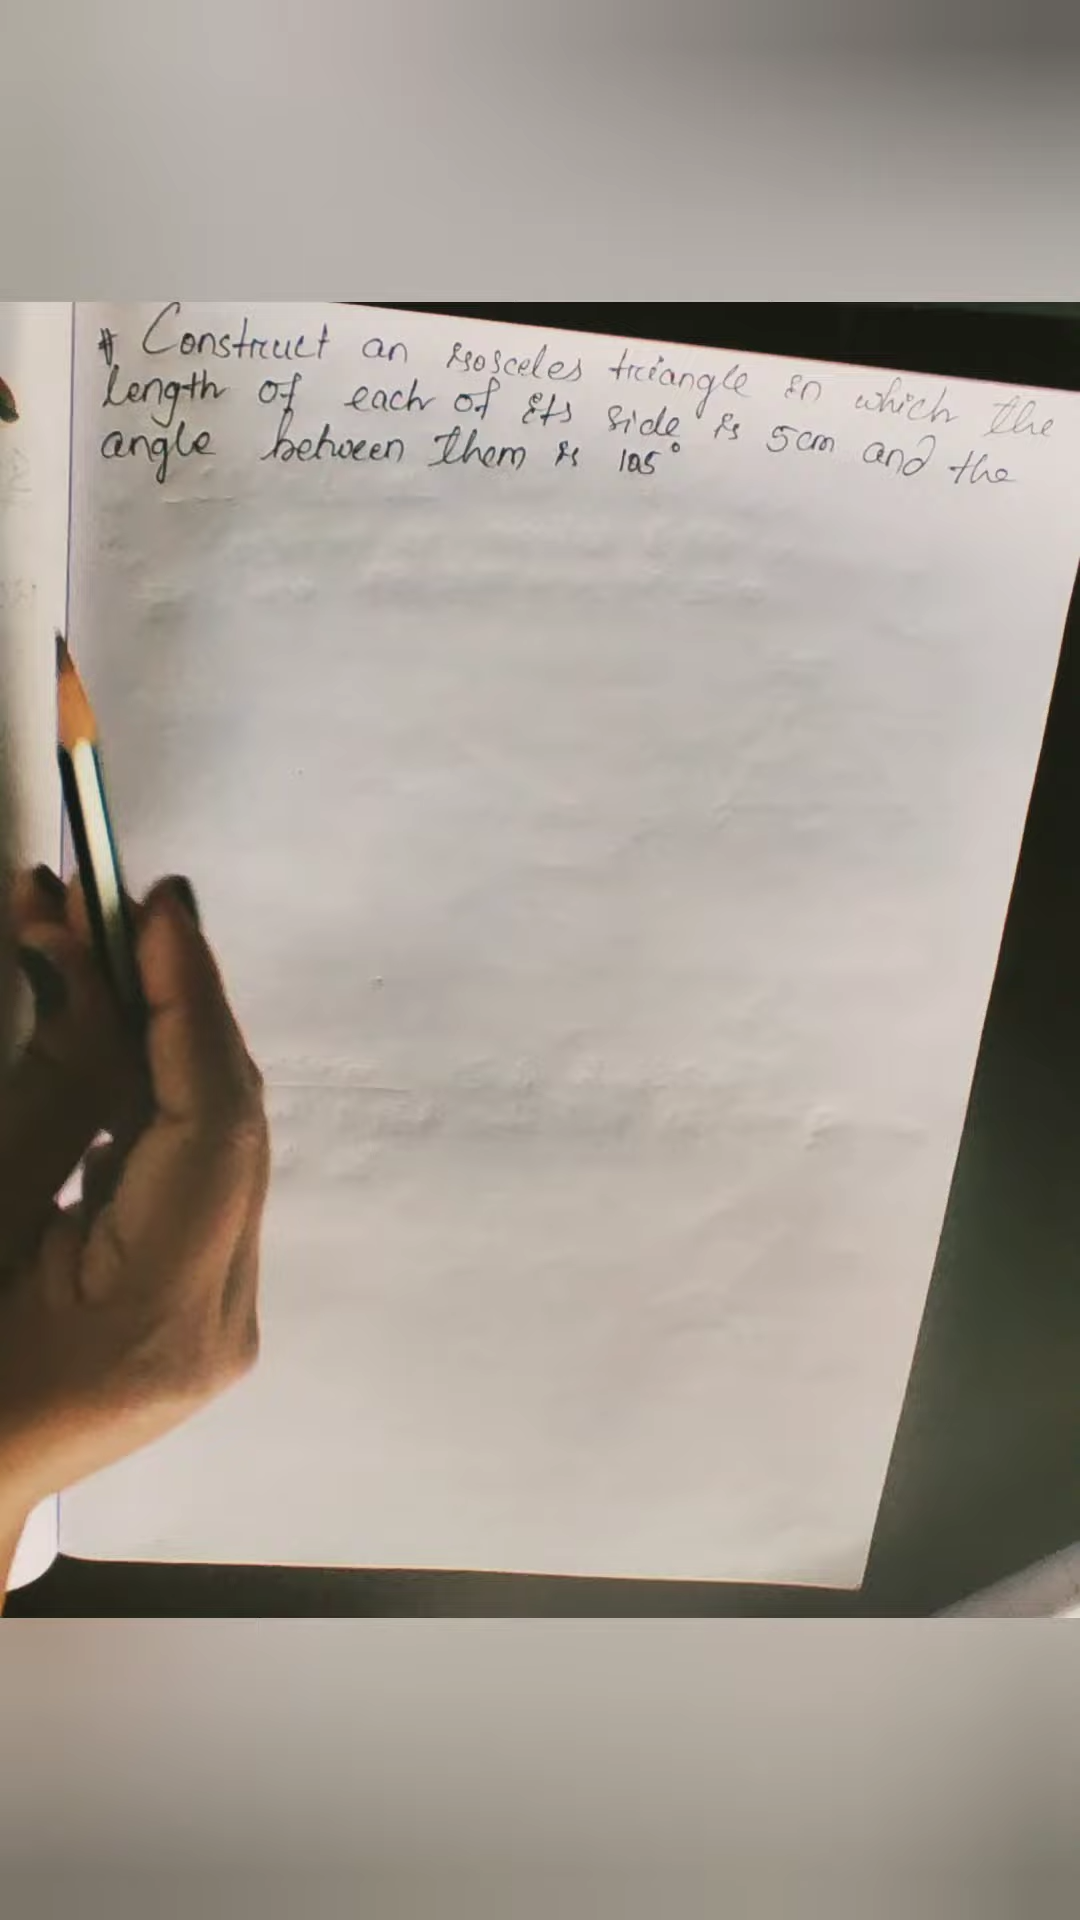 # Construct an isosceles triangle in which the
length of each of its side is 5cm and the
angle between them is 105°